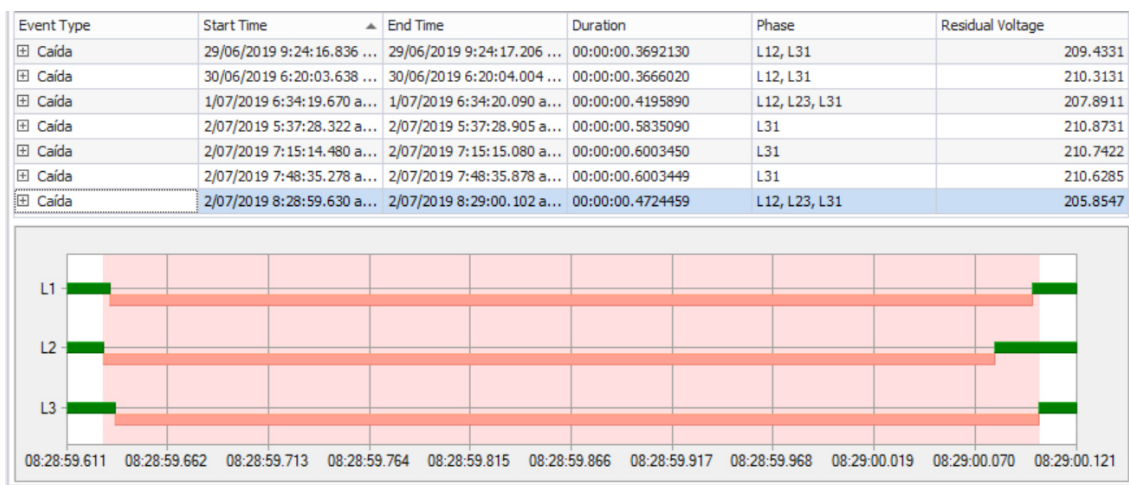 Event Type Start Time End Time Duration Phase Residual Voltage
Caída 29/06/2019 9:24:16.836 ... 29/06/2019 9:24:17.206 ... 00:00:00.3692130 L12, L31 209.4331
Caída 30/06/2019 6:20:03.638 ... 30/06/2019 6:20:04.004 ... 00:00:00.3666020 L12, L31 210.3131
Caída 1/07/2019 6:34:19.670 a... 1/07/2019 6:34:20.090 a... 00:00:00.4195890 L12, L23, L31 207.8911
Caída 2/07/2019 5:37:28.322 a... 2/07/2019 5:37:28.905 a... 00:00:00.5835090 L31 210.8731
Caída 2/07/2019 7:15:14.480 a... 2/07/2019 7:15:15.080 a... 00:00:00.6003450 L31 210.7422
Caída 2/07/2019 7:48:35.278 a... 2/07/2019 7:48:35.878 a... 00:00:00.6003449 L31 210.6285
Caída 2/07/2019 8:28:59.630 a... 2/07/2019 8:29:00.102 a... 00:00:00.4724459 L12, L23, L31 205.8547
L1
L2
L3
08:28:59.611 08:28:59.662 08:28:59.713 08:28:59.764 08:28:59.815 08:28:59.866 08:28:59.917 08:28:59.968 08:29:00.019 08:29:00.070 08:29:00.121